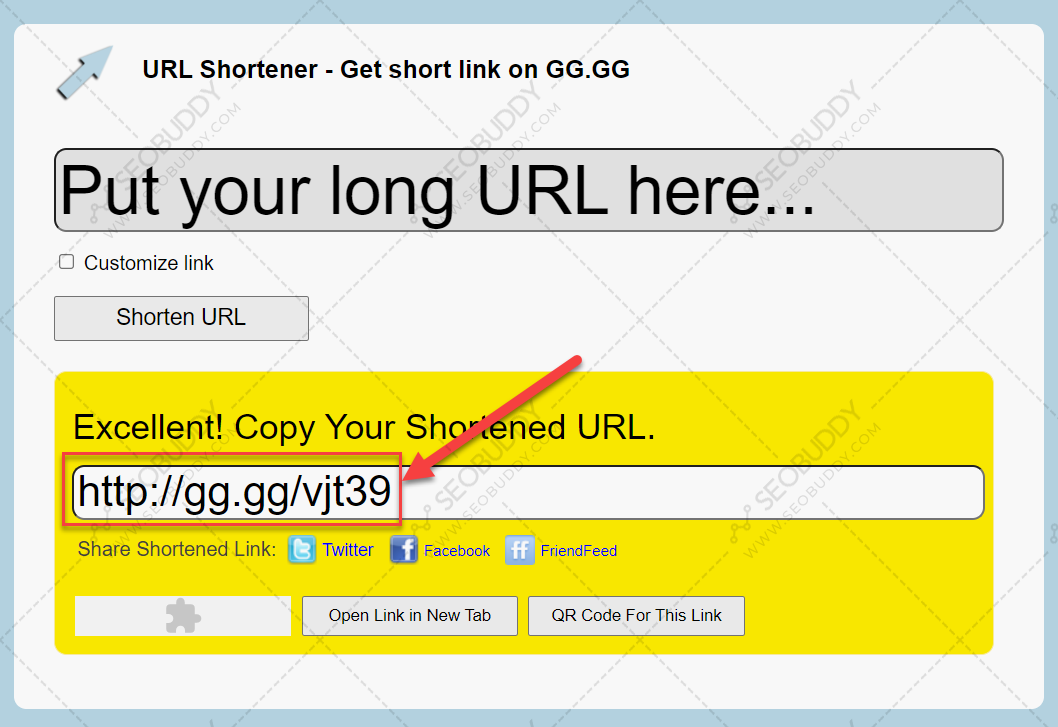 URL Shortener - Get short link on GG.GG
Put your long URL here...
Customize link
Shorten URL
Excellent! Copy Your Shortened URL.
http://gg.gg/vjt39
Share Shortened Link: Twitter Facebook FriendFeed
Open Link in New Tab QR Code For This Link
SEOBUDDY
WWW.SEOBUDDY.COM